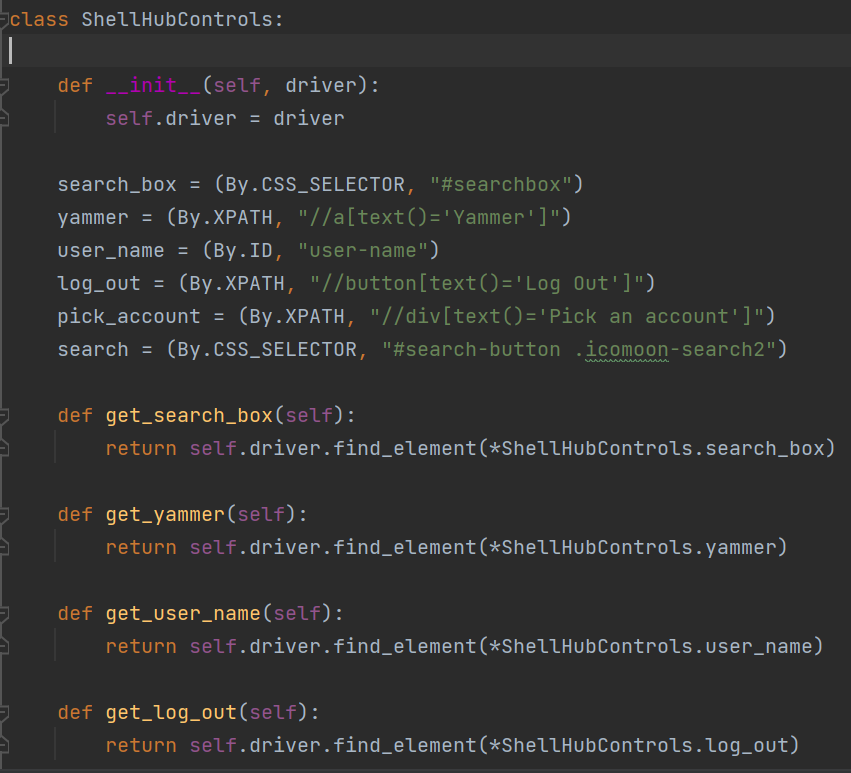 class ShellHubControls:
    def __init__(self, driver):
        self.driver = driver
    search_box = (By.CSS_SELECTOR, "#searchbox")
    yammer = (By.XPATH, "//a[text()='Yammer']")
    user_name = (By.ID, "user-name")
    log_out = (By.XPATH, "//button[text()='Log Out']")
    pick_account = (By.XPATH, "//div[text()='Pick an account']")
    search = (By.CSS_SELECTOR, "#search-button .icomoon-search2")
    def get_search_box(self):
        return self.driver.find_element(*ShellHubControls.search_box)
    def get_yammer(self):
        return self.driver.find_element(*ShellHubControls.yammer)
    def get_user_name(self):
        return self.driver.find_element(*ShellHubControls.user_name)
    def get_log_out(self):
        return self.driver.find_element(*ShellHubControls.log_out)